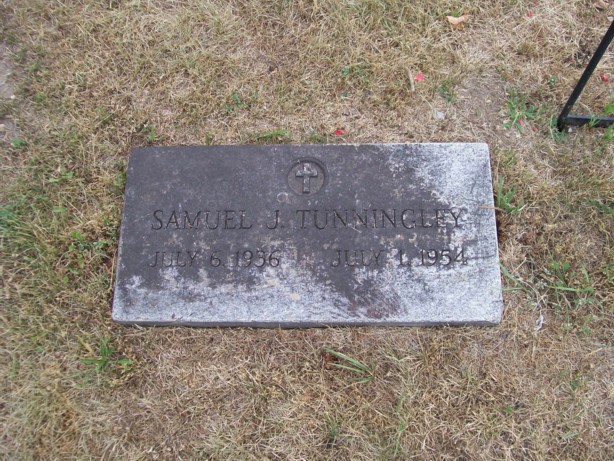 SAMUEL J. TUNNINGLEY
JULY 6, 1936 JULY 1, 1954